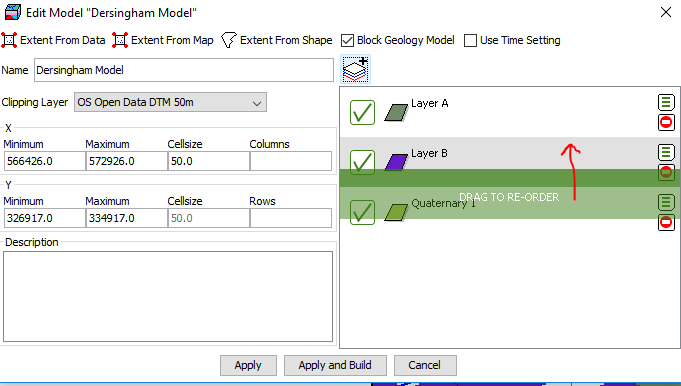 Edit Model "Dersingham Model"
Extent From Data Extent From Map Extent From Shape Block Geology Model Use Time Setting
Name Dersingham Model
Clipping Layer OS Open Data DTM 50m
X
Minimum Maximum Cellsize Columns
566426.0 572926.0 50.0
Y
Minimum Maximum Cellsize Rows
326917.0 334917.0 50.0
Description
Layer A
Layer B
DRAG TO RE-ORDER
Quaternary 1
Apply Apply and Build Cancel